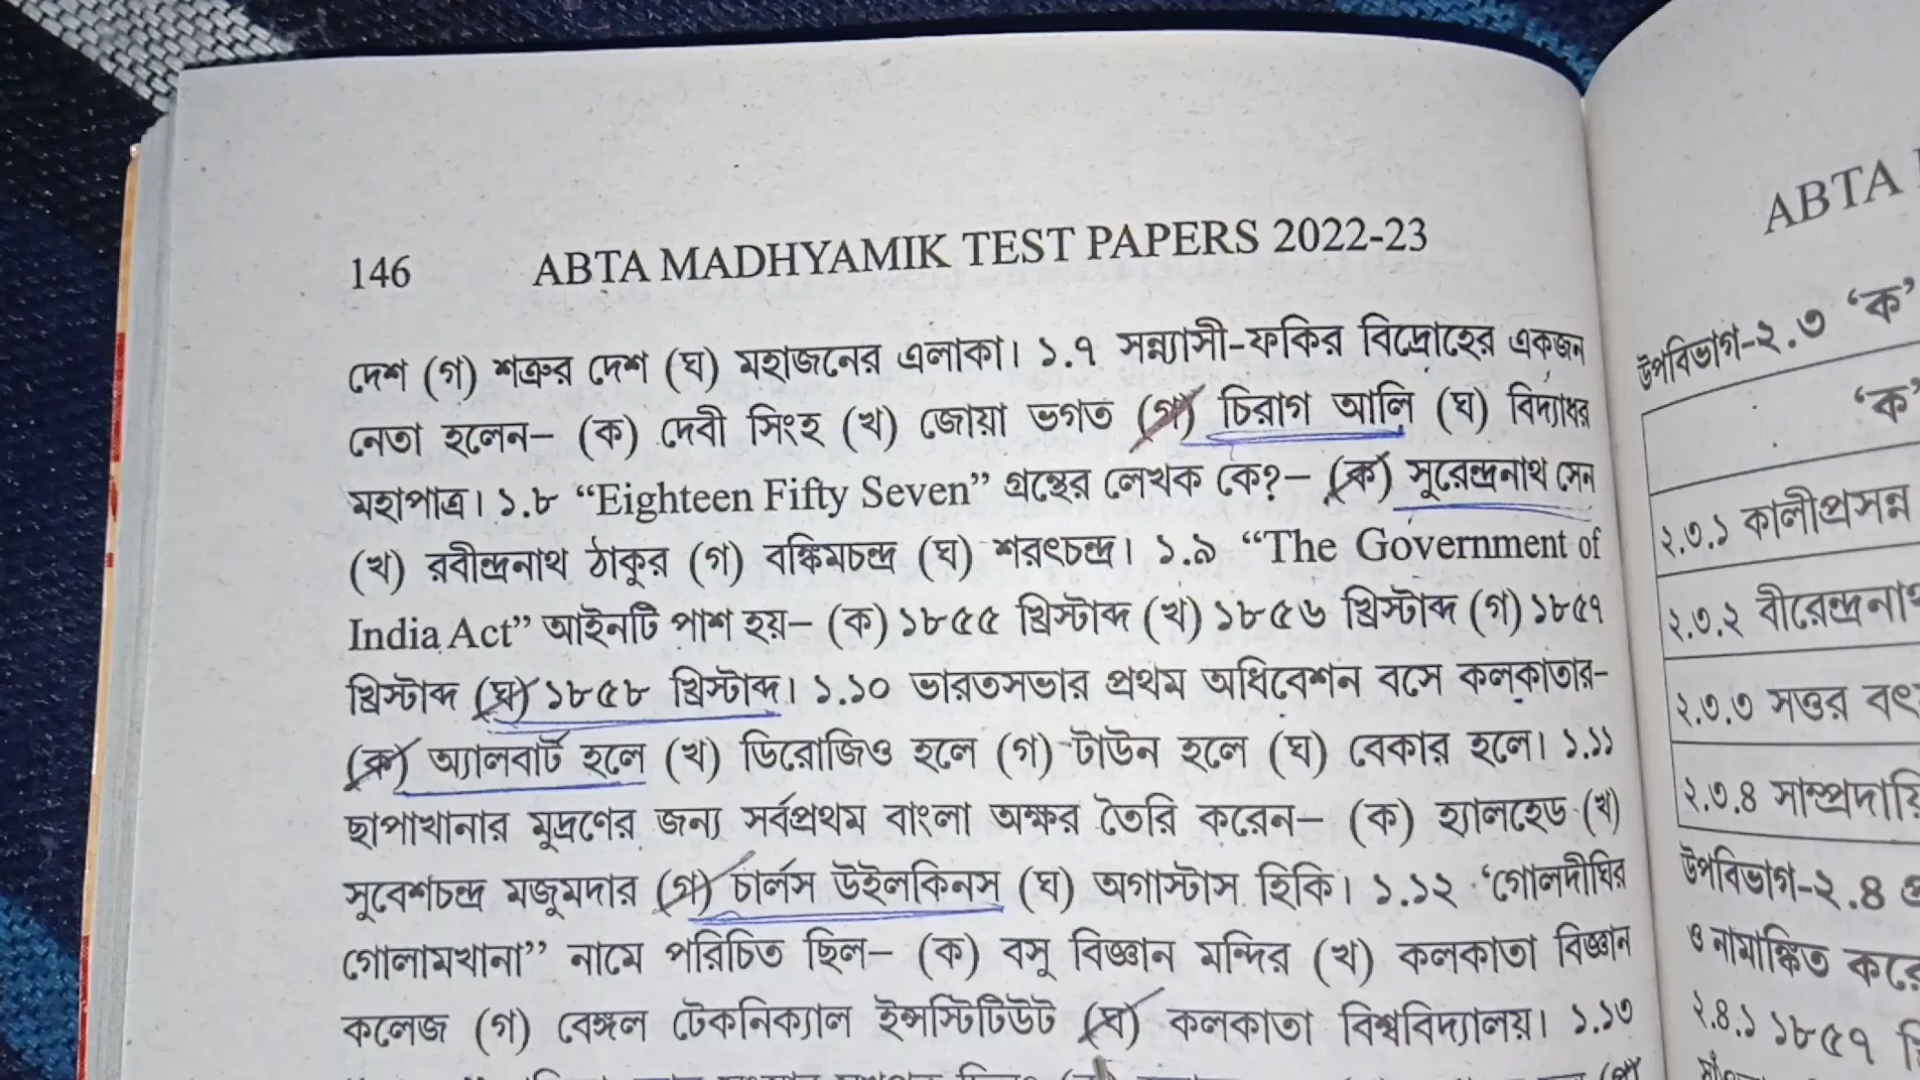 146 ABTA MADHYAMIK TEST PAPERS 2022-23
দেশ (গ) শত্রুর দেশ (ঘ) মহাজনের এলাকা। ১.৭ সন্ন্যাসী-ফকির বিদ্রোহের একজন
নেতা হলেন– (ক) দেবী সিংহ (খ) জোয়া ভগত (গ) চিরাগ আলি (ঘ) বিদ্যাধর
মহাপাত্র। ১.৮ “Eighteen Fifty Seven” গ্রন্থের লেখক কে?– (ক) সুরেন্দ্রনাথ সেন
(খ) রবীন্দ্রনাথ ঠাকুর (গ) বঙ্কিমচন্দ্র (ঘ) শরৎচন্দ্র। ১.৯ “The Government of
India Act” আইনটি পাশ হয়– (ক) ১৮৫৫ খ্রিস্টাব্দ (খ) ১৮৫৬ খ্রিস্টাব্দ (গ) ১৮৫৭
খ্রিস্টাব্দ (ঘ) ১৮৫৮ খ্রিস্টাব্দ। ১.১০ ভারতসভার প্রথম অধিবেশন বসে কলকাতার–
(ক) অ্যালবার্ট হলে (খ) ডিরোজিও হলে (গ) টাউন হলে (ঘ) বেকার হলে। ১.১১
ছাপাখানার মুদ্রণের জন্য সর্বপ্রথম বাংলা অক্ষর তৈরি করেন– (ক) হ্যালহেড (খ)
সুবেশচন্দ্র মজুমদার (গ) চার্লস উইলকিনস (ঘ) অগাস্টাস হিকি। ১.১২ ‘গোলদীঘির
গোলামখানা” নামে পরিচিত ছিল– (ক) বসু বিজ্ঞান মন্দির (খ) কলকাতা বিজ্ঞান
কলেজ (গ) বেঙ্গল টেকনিক্যাল ইন্সস্টিটিউট (ঘ) কলকাতা বিশ্ববিদ্যালয়। ১.১৩
ABTA
উপবিভাগ-২.৩ ‘ক’
‘ক’
২.৩.১ কালীপ্রসন্ন
২.৩.২
২.৩.৩ সত্তর
২.৩.৪
উপবিভাগ-২.৪
ও নামাঙ্কিত
২.৪.১ ১৮৫৭